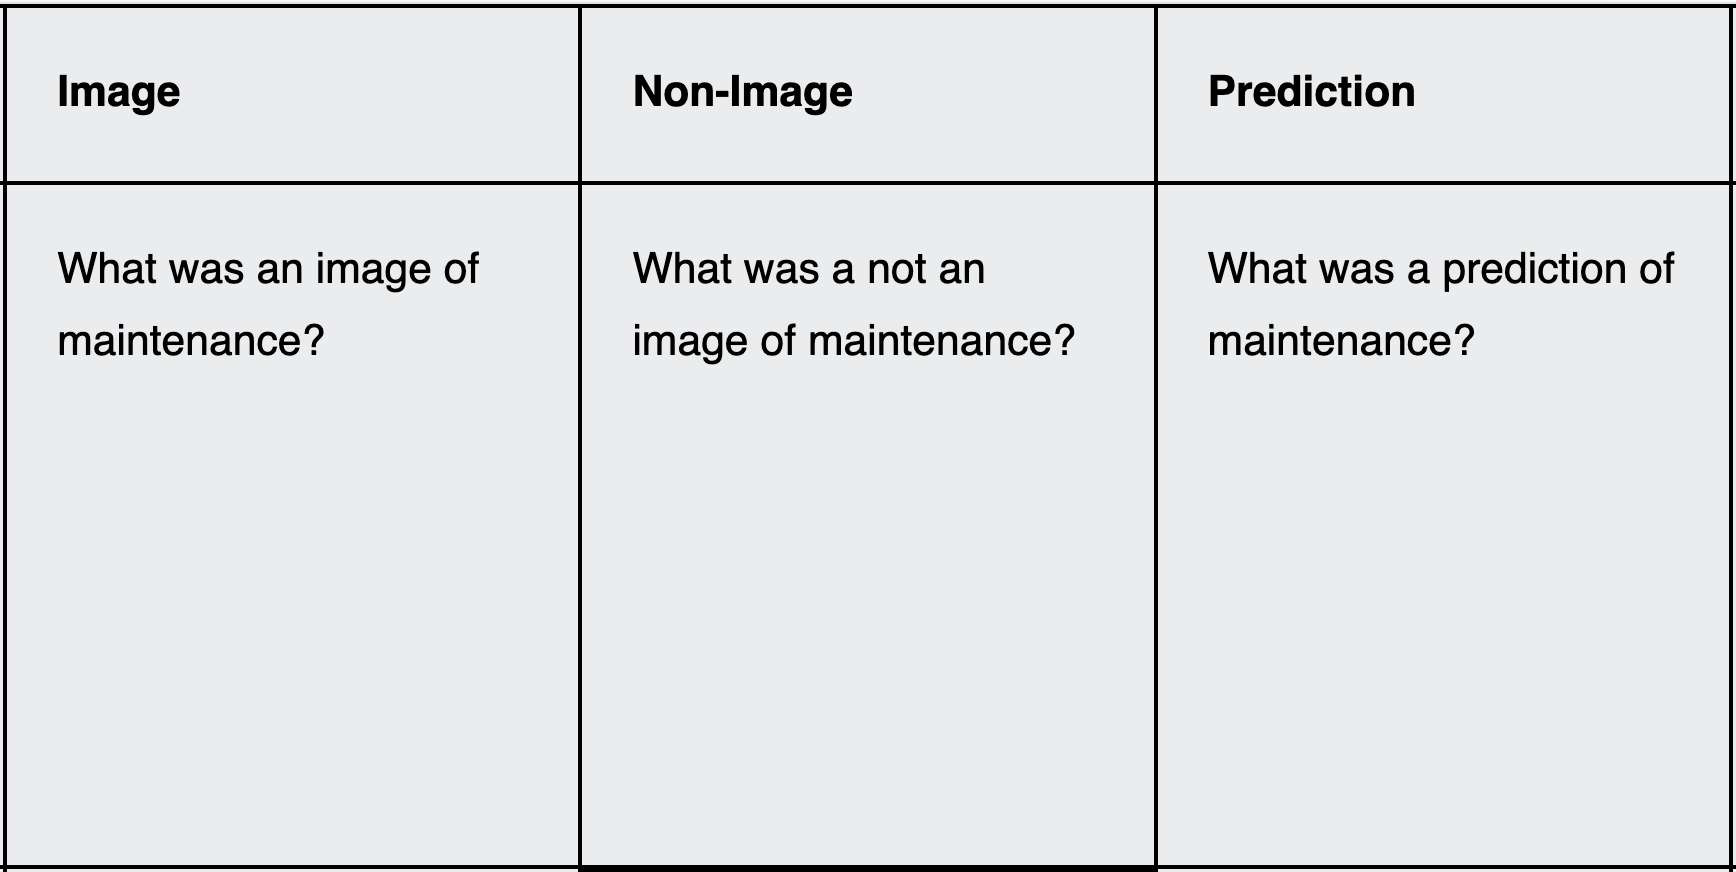 Image
Non-Image
Prediction
What was an image of
maintenance?
What was a not an
image of maintenance?
What was a prediction of
maintenance?